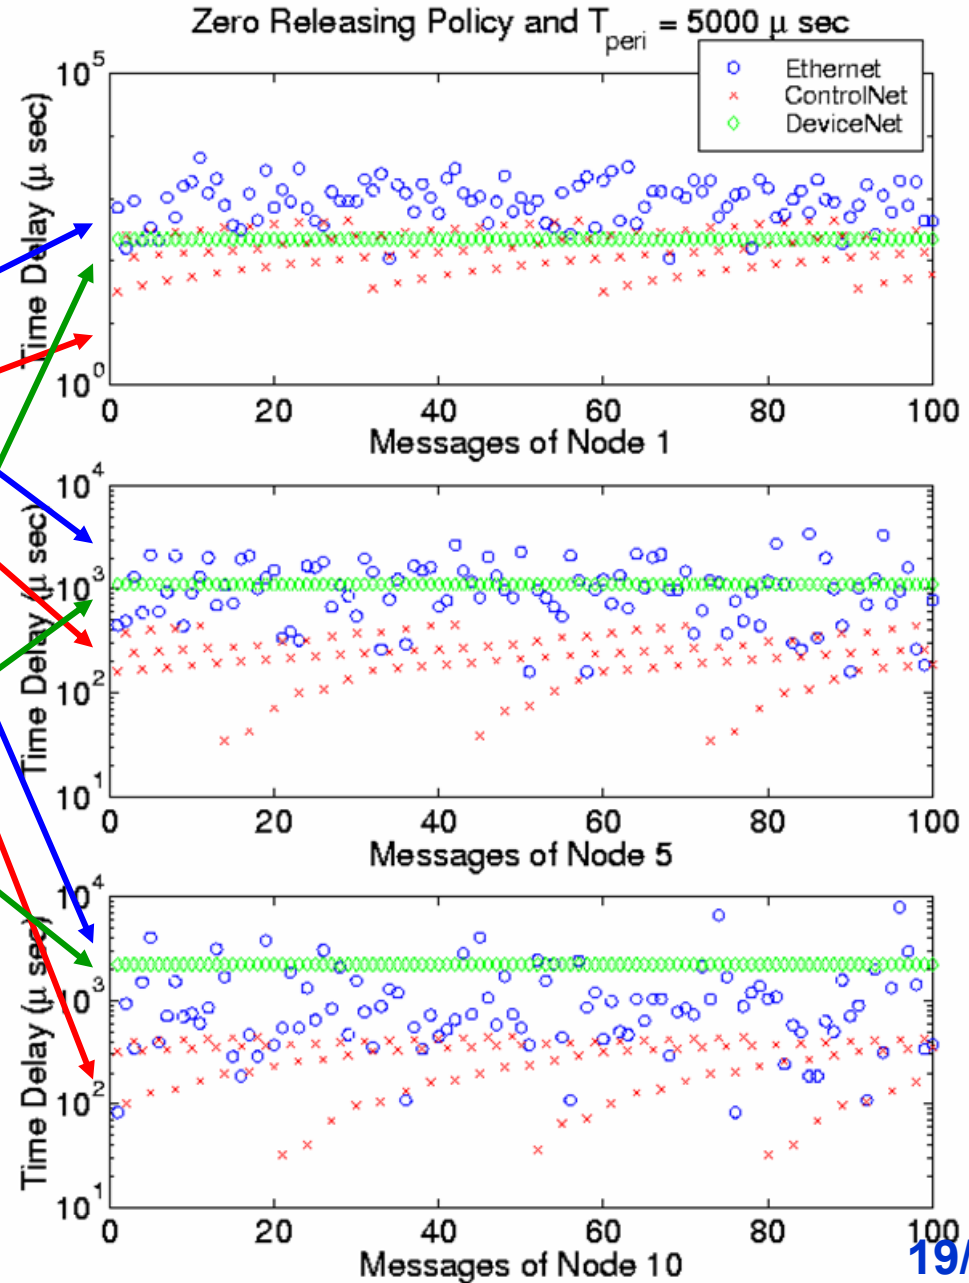 Zero Releasing Policy and T_peri = 5000 μ sec
Ethernet
ControlNet
DeviceNet
Time Delay (μ sec)
10^5
10^0
0 20 40 60 80 100
Messages of Node 1
Time Delay (μ sec)
10^4
10^3
10^2
10^1
0 20 40 60 80 100
Messages of Node 5
Time Delay (μ sec)
10^4
10^3
10^2
10^1
0 20 40 60 80 100
Messages of Node 10
19/